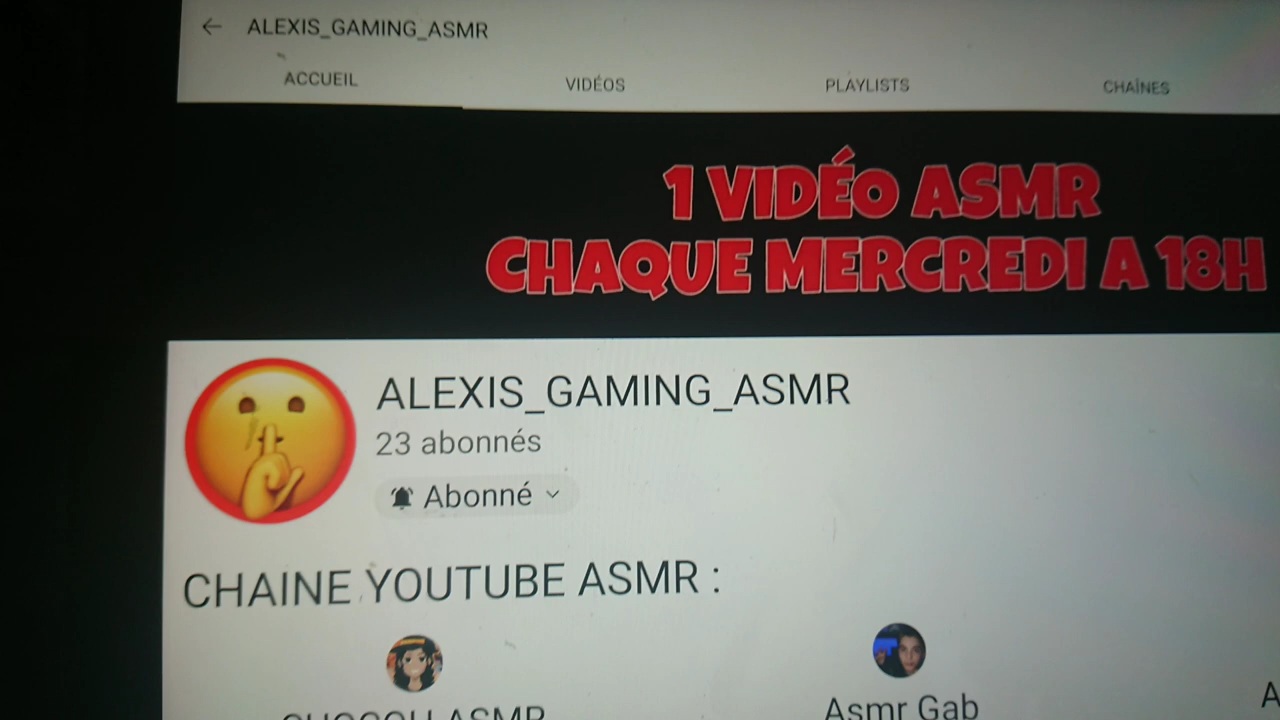 ALEXIS_GAMING_ASMR
ACCUEIL VIDÉOS PLAYLISTS CHAÎNES
1 VIDÉO ASMR
CHAQUE MERCREDI A 18H
ALEXIS_GAMING_ASMR
23 abonnés
Abonné
CHAINE YOUTUBE ASMR :
ASMR Asmr Gab A